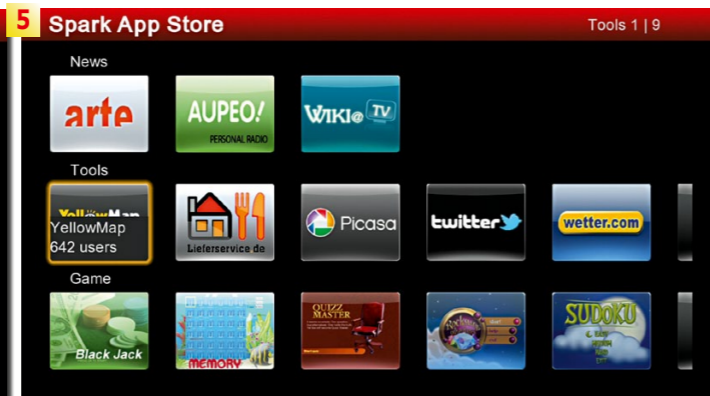 5
Spark App Store
Tools 1 | 9
News
arte
AUPEO!
PERSONAL RADIO
WIKI@ TV
Tools
YellowMap
YellowMap
642 users
Lieferservice.de
Picasa
twitter
wetter.com
Game
Black Jack
MEMORY
QUIZZ
MASTER
SUDOKU